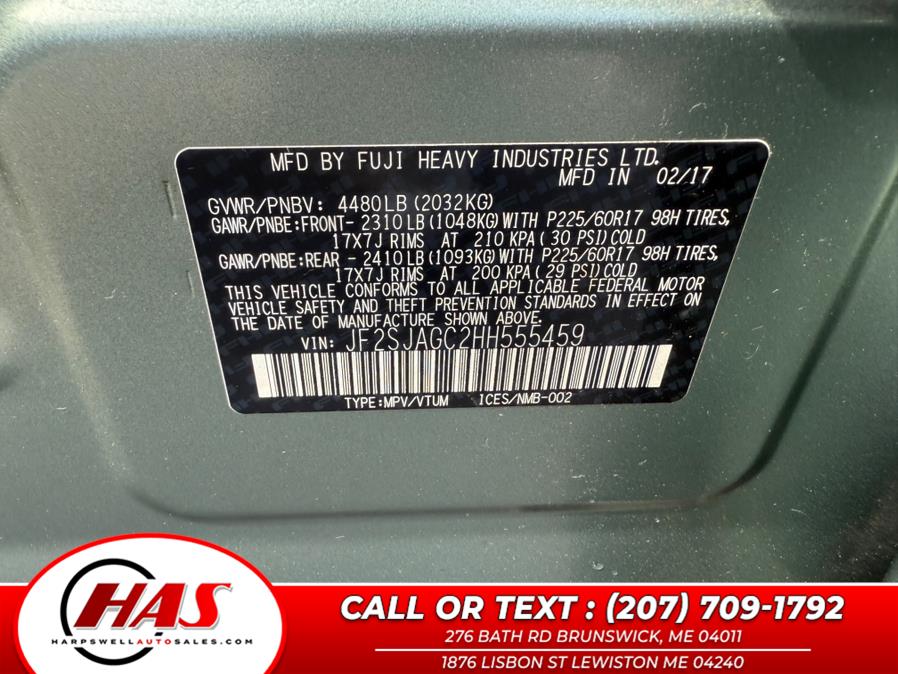 MFD BY FUJI HEAVY INDUSTRIES LTD.
MFD IN 02/17
GVWR/PNBV: 4480LB(2032KG)
GAWR/PNBE:FRONT- 2310LB(1048KG)WITH P225/60R17 98H TIRES,
17X7J RIMS AT 210 KPA(30 PSI)COLD
GAWR/PNBE:REAR - 2410LB(1093KG)WITH P225/60R17 98H TIRES,
17X7J RIMS AT 200 KPA(29 PSI)COLD
THIS VEHICLE CONFORMS TO ALL APPLICABLE FEDERAL MOTOR
VEHICLE SAFETY AND THEFT PREVENTION STANDARDS IN EFFECT ON
THE DATE OF MANUFACTURE SHOWN ABOVE.
VIN: JF2SJAGC2HH555459
TYPE:MPV/VTUM ICES/NMB-002
HAS
HARPSWELLAUTOSALES.COM
CALL OR TEXT : (207) 709-1792
276 BATH RD BRUNSWICK, ME 04011
1876 LISBON ST LEWISTON ME 04240